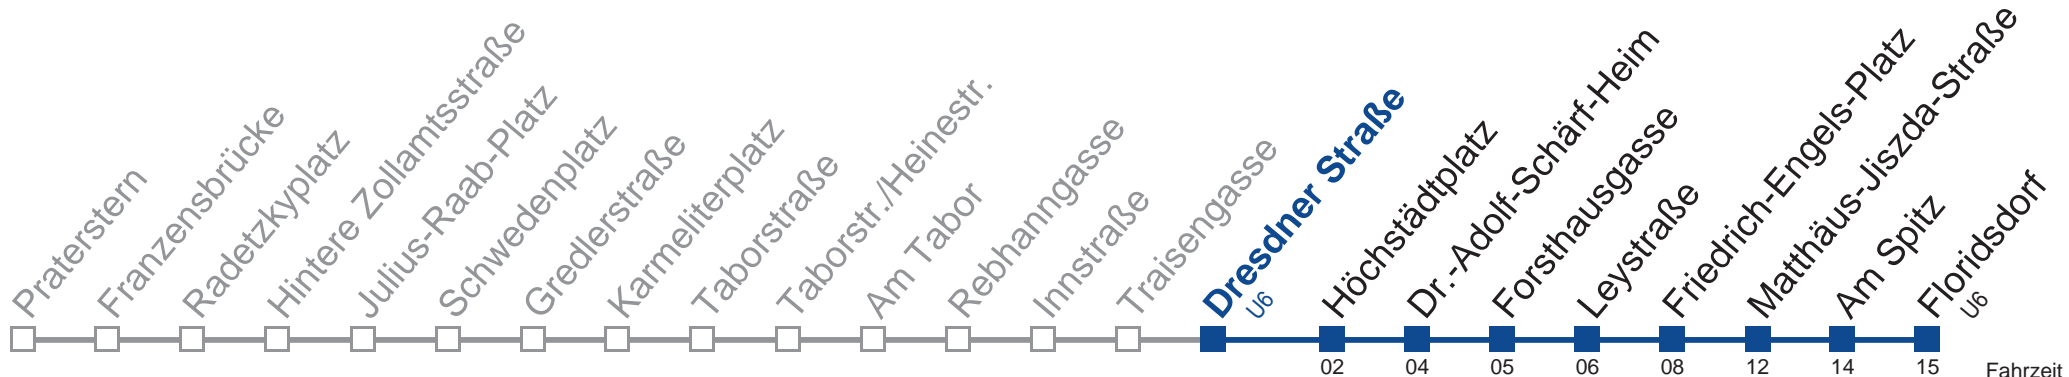 Praterstern
Franzensbrücke
Radetzkyplatz
Hintere Zollamtsstraße
Julius-Raab-Platz
Schwedenplatz
Gredlerstraße
Karmeliterplatz
Taborstraße
Taborstr./Heinestr.
Am Tabor
Rebhanngasse
Innstraße
Traisengasse
Dresdner Straße
U6
Höchstädtplatz
Dr.-Adolf-Schärf-Heim
Forsthausgasse
Leystraße
Friedrich-Engels-Platz
Matthäus-Jiszda-Straße
Am Spitz
Floridsdorf
U6
02 04 05 06 08 12 14 15 Fahrzeit